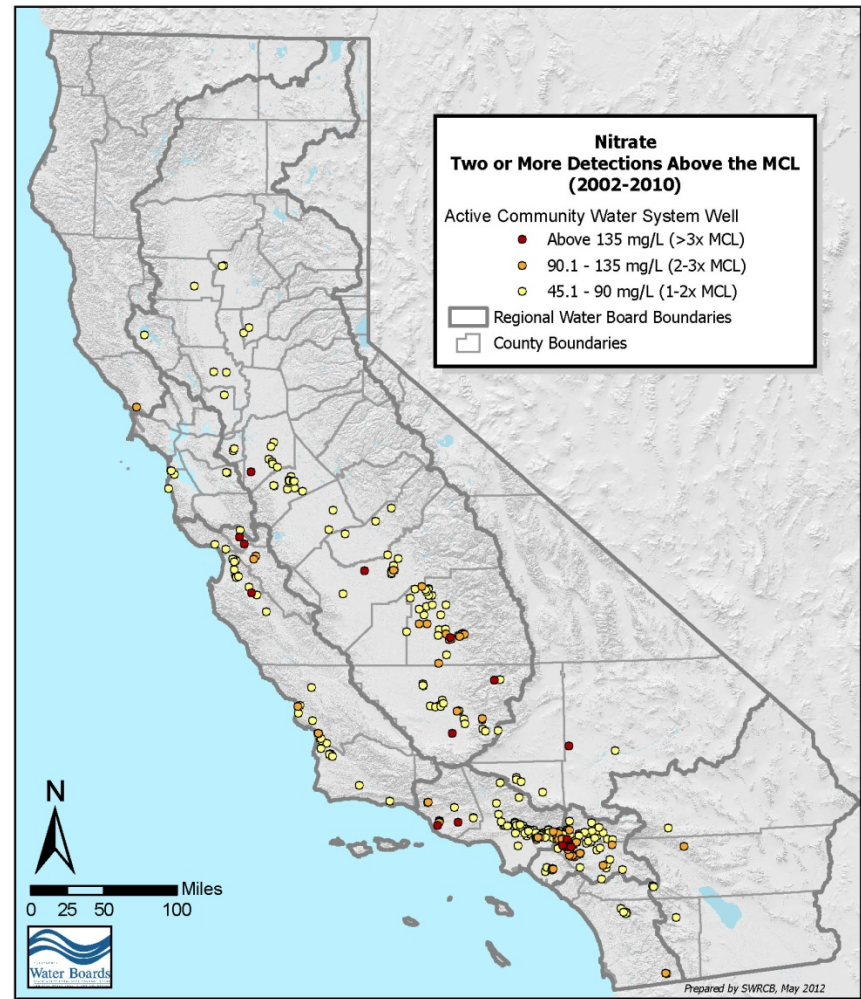 Nitrate
Two or More Detections Above the MCL
(2002-2010)
Active Community Water System Well
Above 135 mg/L (>3x MCL)
90.1 - 135 mg/L (2-3x MCL)
45.1 - 90 mg/L (1-2x MCL)
Regional Water Board Boundaries
County Boundaries
N
Miles
0 25 50 100
Water Boards
Prepared by SWRCB, May 2012